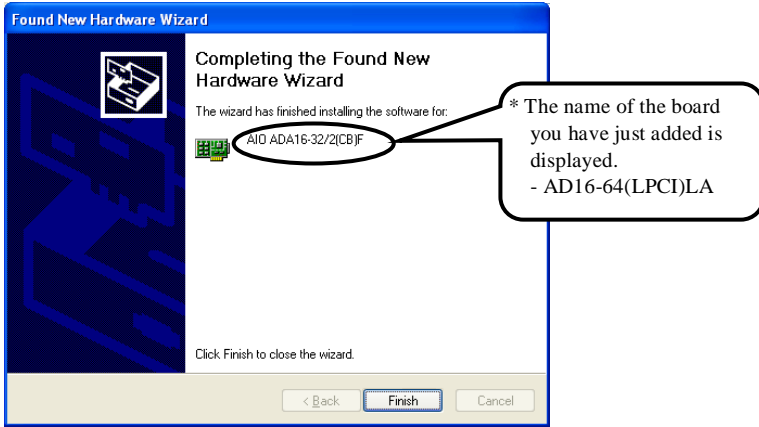 Found New Hardware Wizard
Completing the Found New
Hardware Wizard
The wizard has finished installing the software for:
AIO ADA16-32/2(CB)F
Click Finish to close the wizard.
< Back
Finish
Cancel
* The name of the board
you have just added is
displayed.
- AD16-64(LPCI)LA